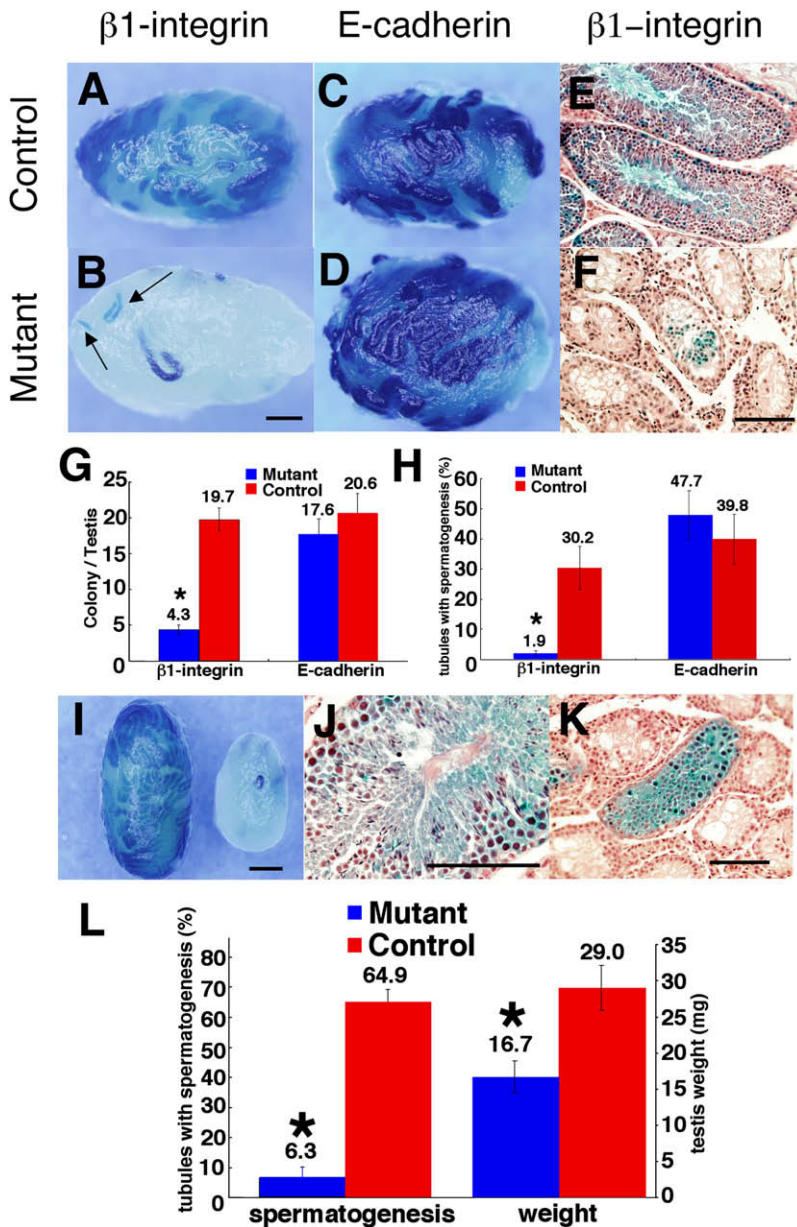 β1-integrin E-cadherin β1–integrin
Control
Mutant
A
C
E
B
D
F
G
Mutant
Control
Colony / Testis
25
20
15
10
5
0
4.3
*
19.7
17.6
20.6
β1-integrin E-cadherin
H
Mutant
Control
tubules with spermatogenesis (%)
60
50
40
30
20
10
0
*
1.9
30.2
47.7
39.8
β1-integrin E-cadherin
I
J
K
L
Mutant
Control
tubules with spermatogenesis (%)
80
70
60
50
40
30
20
10
0
*
6.3
64.9
*
16.7
29.0
35
30
25
20
15
10
5
0
testis weight (mg)
spermatogenesis weight